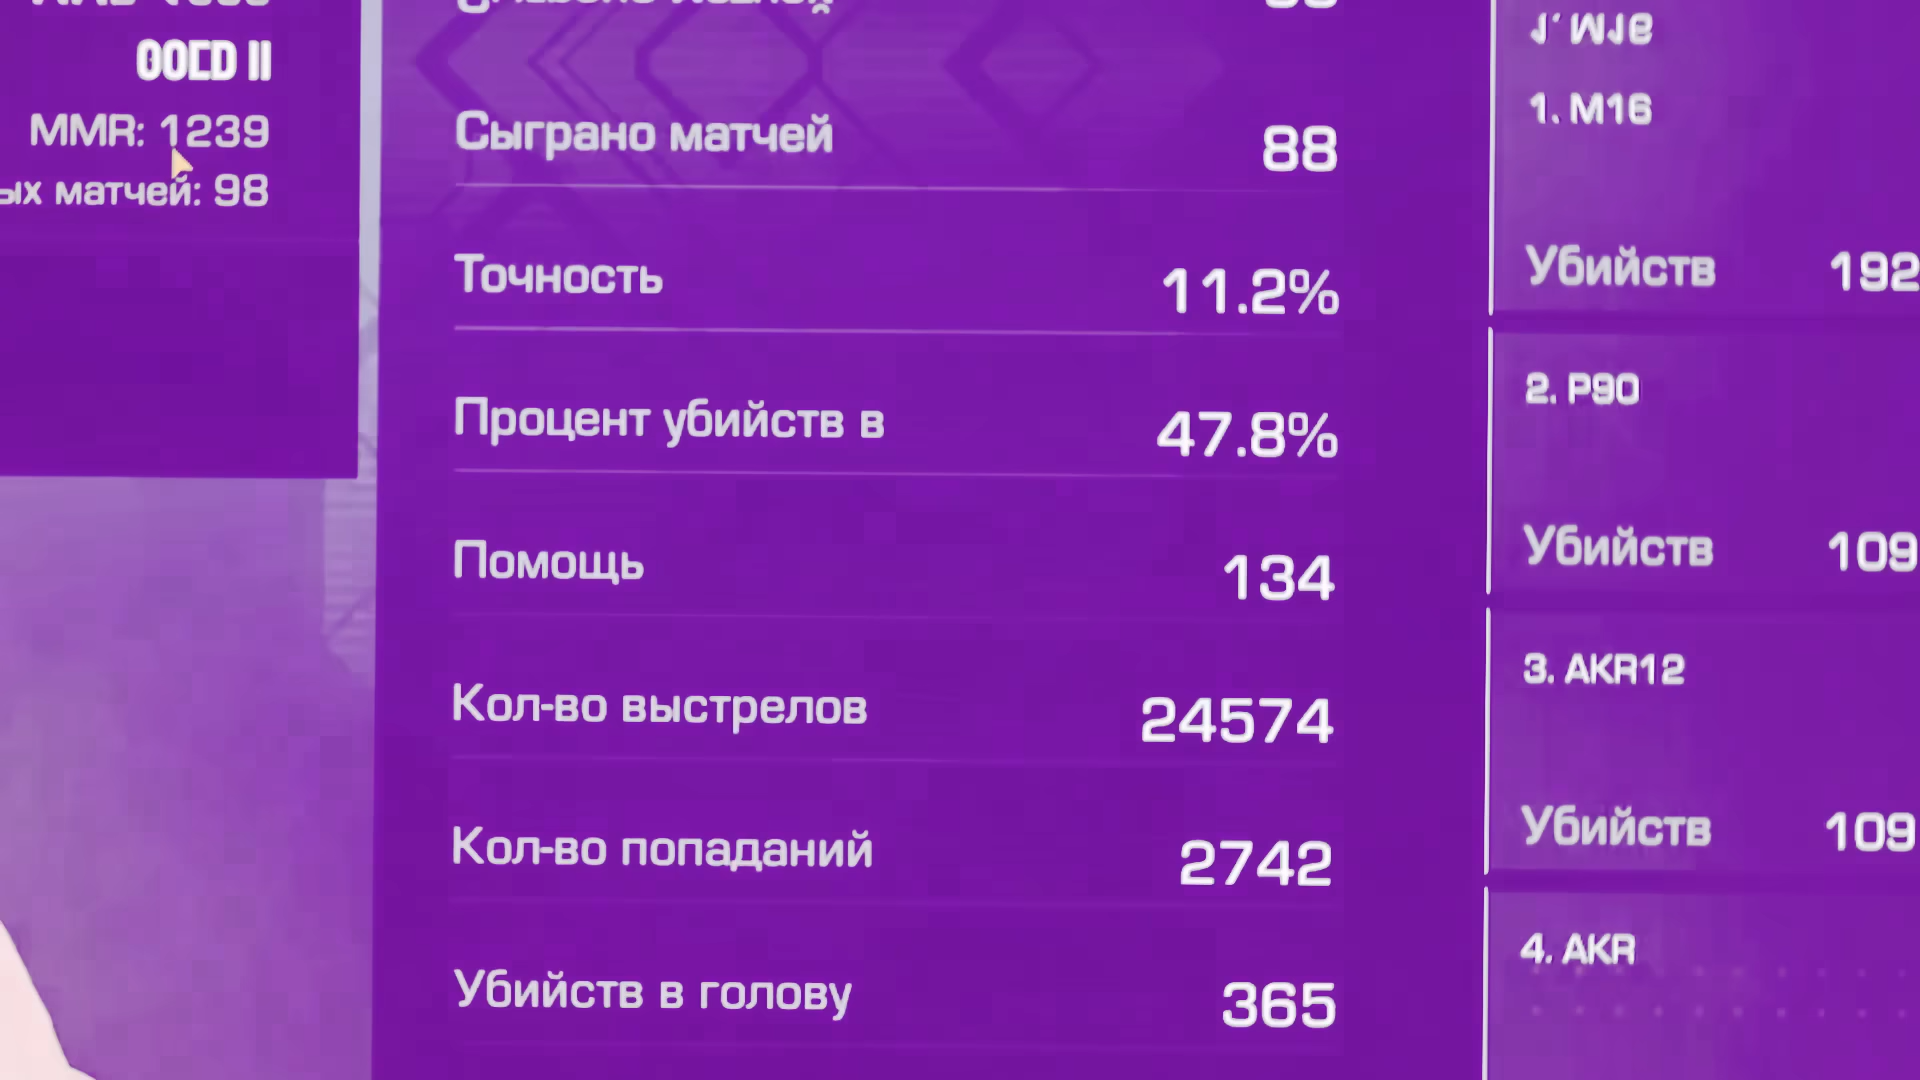 MMR: 1239
ых матчей: 98
Сыграно матчей 88
Точность 11.2%
Процент убийств в 47.8%
Помощь 134
Кол-во выстрелов 24574
Кол-во попаданий 2742
Убийств в голову 365
1. M16
Убийств 192
2. P90
Убийств 109
3. AKR12
Убийств 109
4. AKR